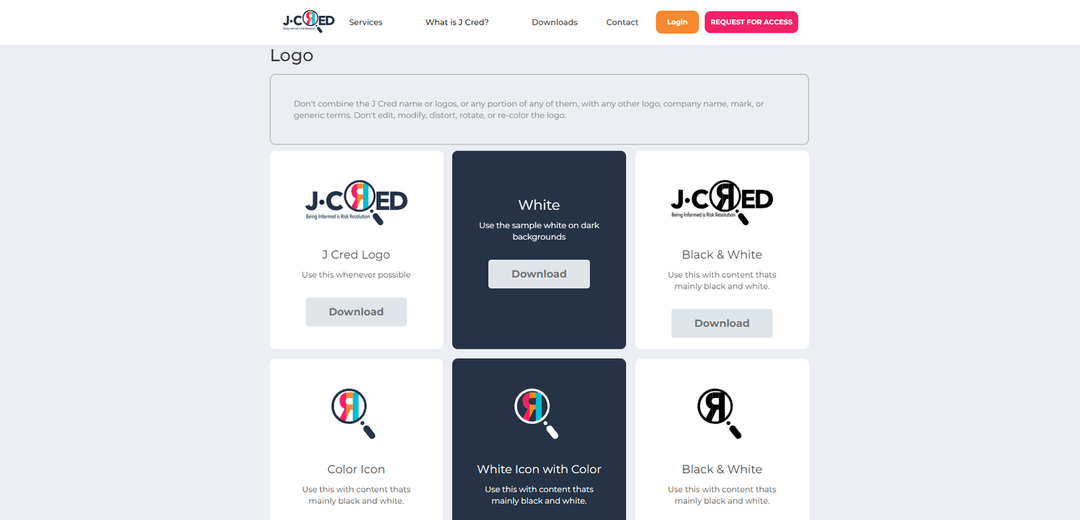 J·CRED Services What is J Cred? Downloads Contact Login REQUEST FOR ACCESS
Being Informed is Risk Resolution
Logo
Don't combine the J Cred name or logos, or any portion of any of them, with any other logo, company name, mark, or
generic terms. Don't edit, modify, distort, rotate, or re-color the logo.
J·CRED
Being Informed is Risk Resolution
J Cred Logo
Use this whenever possible
Download
White
Use the sample white on dark
backgrounds
Download
J·CRED
Being Informed is Risk Resolution
Black & White
Use this with content thats
mainly black and white.
Download
R
Color Icon
Use this with content thats
mainly black and white.
R
White Icon with Color
Use this with content thats
mainly black and white.
R
Black & White
Use this with content thats
mainly black and white.